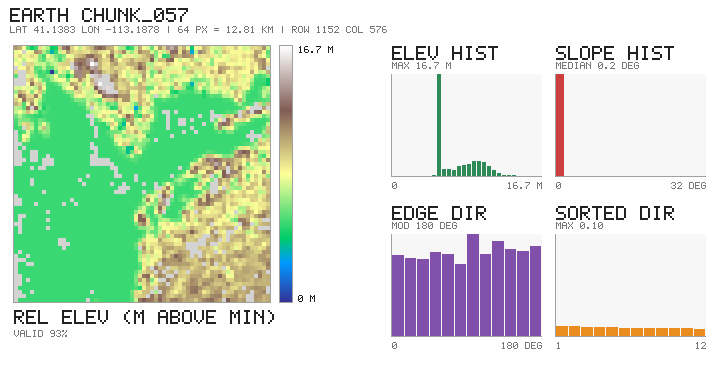 EARTH CHUNK_057
LAT 41.1383 LON -113.1878 | 64 PX = 12.81 KM | ROW 1152 COL 576
16.7 M
0 M
REL ELEV (M ABOVE MIN)
VALID 93%
ELEV HIST
MAX 16.7 M
0 16.7 M
SLOPE HIST
MEDIAN 0.2 DEG
0 32 DEG
EDGE DIR
MOD 180 DEG
0 180 DEG
SORTED DIR
MAX 0.10
1 12